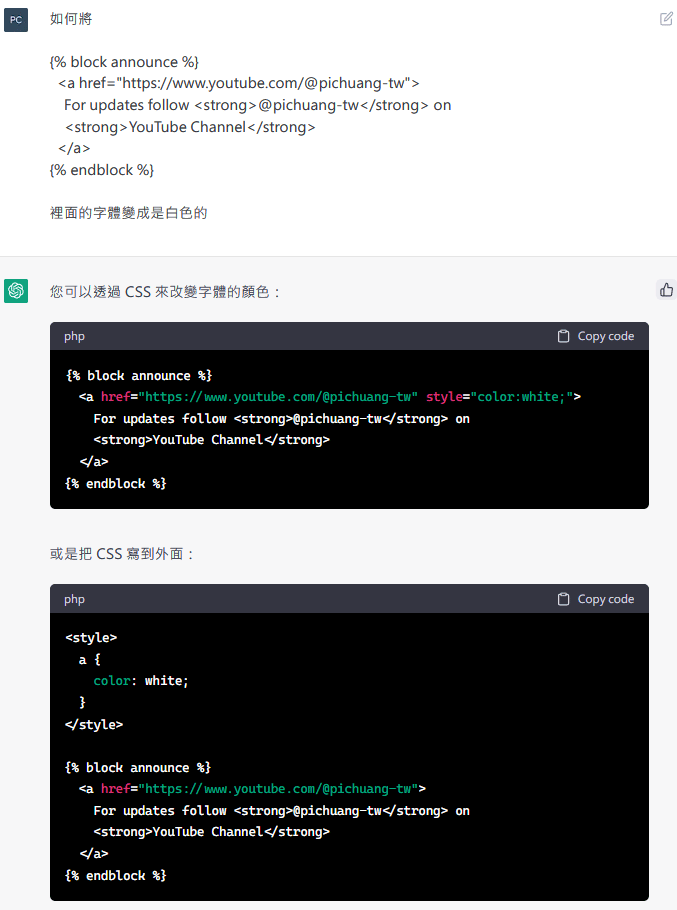 PC
如何將
{% block announce %}
<a href="https://www.youtube.com/@pichuang-tw">
For updates follow <strong>@pichuang-tw</strong> on
<strong>YouTube Channel</strong>
</a>
{% endblock %}
裡面的字體變成是白色的
您可以透過 CSS 來改變字體的顏色：
php Copy code
{% block announce %}
<a href="https://www.youtube.com/@pichuang-tw" style="color:white;">
For updates follow <strong>@pichuang-tw</strong> on
<strong>YouTube Channel</strong>
</a>
{% endblock %}
或是把 CSS 寫到外面：
php Copy code
<style>
a {
color: white;
}
</style>
{% block announce %}
<a href="https://www.youtube.com/@pichuang-tw">
For updates follow <strong>@pichuang-tw</strong> on
<strong>YouTube Channel</strong>
</a>
{% endblock %}